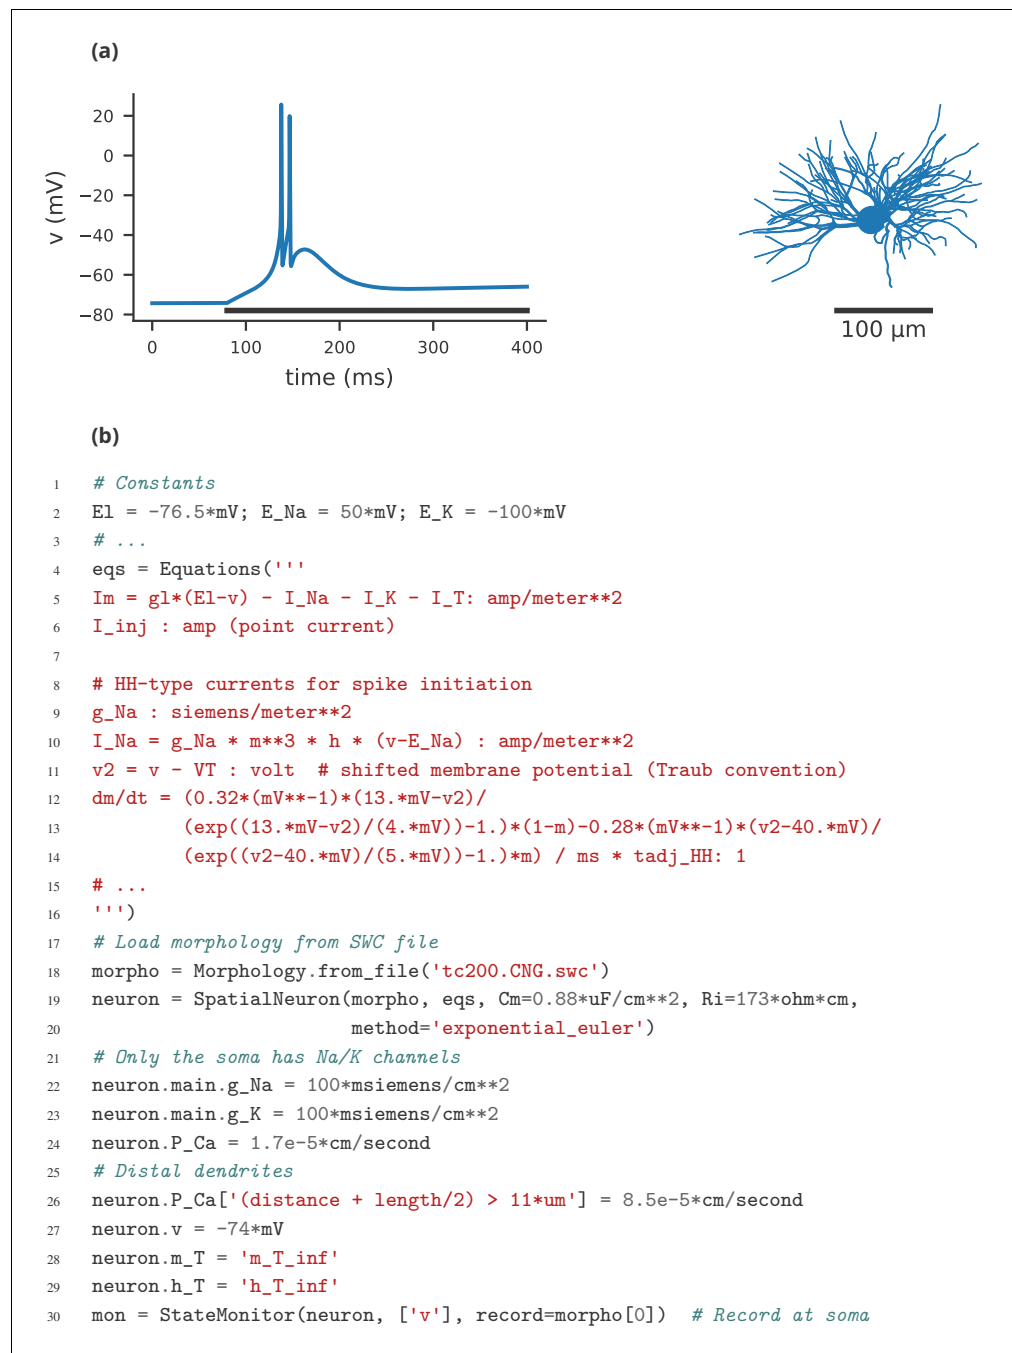 (a)
20
0
−20
−40
−60
−80
v (mV)
0 100 200 300 400
time (ms)
100 μm
(b)
1 # Constants
2 El = -76.5*mV; E_Na = 50*mV; E_K = -100*mV
3 # ...
4 eqs = Equations('''
5 Im = gl*(El-v) - I_Na - I_K - I_T: amp/meter**2
6 I_inj : amp (point current)
7
8 # HH-type currents for spike initiation
9 g_Na : siemens/meter**2
10 I_Na = g_Na * m**3 * h * (v-E_Na) : amp/meter**2
11 v2 = v - VT : volt  # shifted membrane potential (Traub convention)
12 dm/dt = (0.32*(mV**-1)*(13.*mV-v2)/
13         (exp((13.*mV-v2)/(4.*mV))-1.)*(1-m)-0.28*(mV**-1)*(v2-40.*mV)/
14         (exp((v2-40.*mV)/(5.*mV))-1.)*m) / ms * tadj_HH: 1
15 # ...
16 ''')
17 # Load morphology from SWC file
18 morpho = Morphology.from_file('tc200.CNG.swc')
19 neuron = SpatialNeuron(morpho, eqs, Cm=0.88*uF/cm**2, Ri=173*ohm*cm,
20                        method='exponential_euler')
21 # Only the soma has Na/K channels
22 neuron.main.g_Na = 100*msiemens/cm**2
23 neuron.main.g_K = 100*msiemens/cm**2
24 neuron.P_Ca = 1.7e-5*cm/second
25 # Distal dendrites
26 neuron.P_Ca['(distance + length/2) > 11*um'] = 8.5e-5*cm/second
27 neuron.v = -74*mV
28 neuron.m_T = 'm_T_inf'
29 neuron.h_T = 'h_T_inf'
30 mon = StateMonitor(neuron, ['v'], record=morpho[0])  # Record at soma